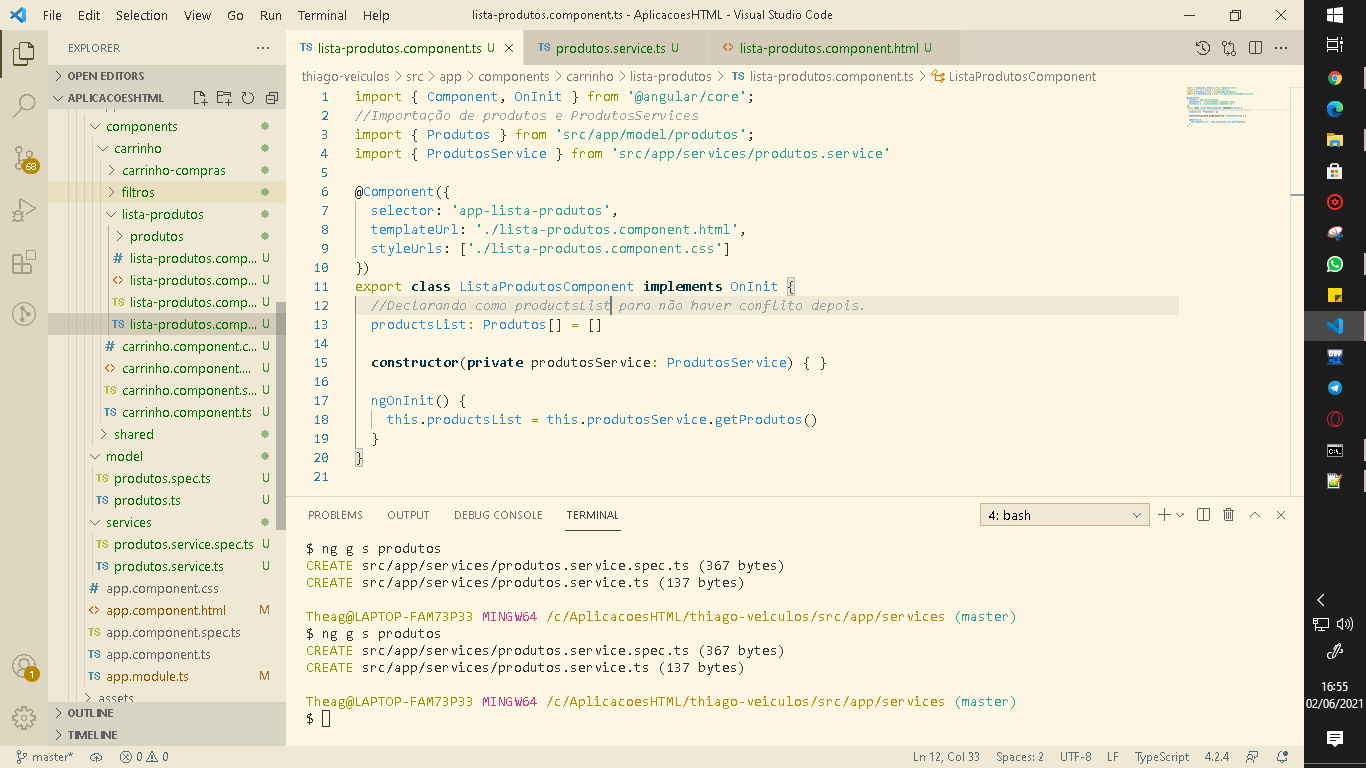 File Edit Selection View Go Run Terminal Help
lista-produtos.component.ts - AplicacoesHTML - Visual Studio Code
EXPLORER
OPEN EDITORS
APLICACOESHTML
components
carrinho
carrinho-compras
filtros
lista-produtos
produtos
# lista-produtos.comp... U
<> lista-produtos.comp... U
TS lista-produtos.comp... U
TS lista-produtos.comp... U
# carrinho.component.c... U
<> carrinho.component.... U
TS carrinho.component.s... U
TS carrinho.component.ts U
shared
model
TS produtos.spec.ts U
TS produtos.ts U
services
TS produtos.service.spec.ts U
TS produtos.service.ts U
# app.component.css
<> app.component.html M
TS app.component.spec.ts
TS app.component.ts
TS app.module.ts M
assets
OUTLINE
TIMELINE
68
1
TS lista-produtos.component.ts U
TS produtos.service.ts U
<> lista-produtos.component.html U
thiago-veiculos > src > app > components > carrinho > lista-produtos > TS lista-produtos.component.ts > ListaProdutosComponent
1 import { Component, OnInit } from '@angular/core';
2
3 import { Produtos } from 'src/app/model/produtos';
4 import { ProdutosService } from 'src/app/services/produtos.service'
5
6 @Component({
7 selector: 'app-lista-produtos',
8 templateUrl: './lista-produtos.component.html',
9 styleUrls: ['./lista-produtos.component.css']
10 })
11 export class ListaProdutosComponent implements OnInit {
12 //Declarando como productsList para não haver conflito depois.
13 productsList: Produtos[] = []
14
15 constructor(private produtosService: ProdutosService) { }
16
17 ngOnInit() {
18 this.productsList = this.produtosService.getProdutos()
19 }
20 }
21
PROBLEMS OUTPUT DEBUG CONSOLE TERMINAL
4: bash
$ ng g s produtos
CREATE src/app/services/produtos.service.spec.ts (367 bytes)
CREATE src/app/services/produtos.service.ts (137 bytes)
Theag@LAPTOP-FAM73P33 MINGW64 /c/AplicacoesHTML/thiago-veiculos/src/app/services (master)
$ ng g s produtos
CREATE src/app/services/produtos.service.spec.ts (367 bytes)
CREATE src/app/services/produtos.service.ts (137 bytes)
Theag@LAPTOP-FAM73P33 MINGW64 /c/AplicacoesHTML/thiago-veiculos/src/app/services (master)
$
master* 0 0
Ln 12, Col 33 Spaces: 2 UTF-8 LF TypeScript 4.2.4
16:55
02/06/2021